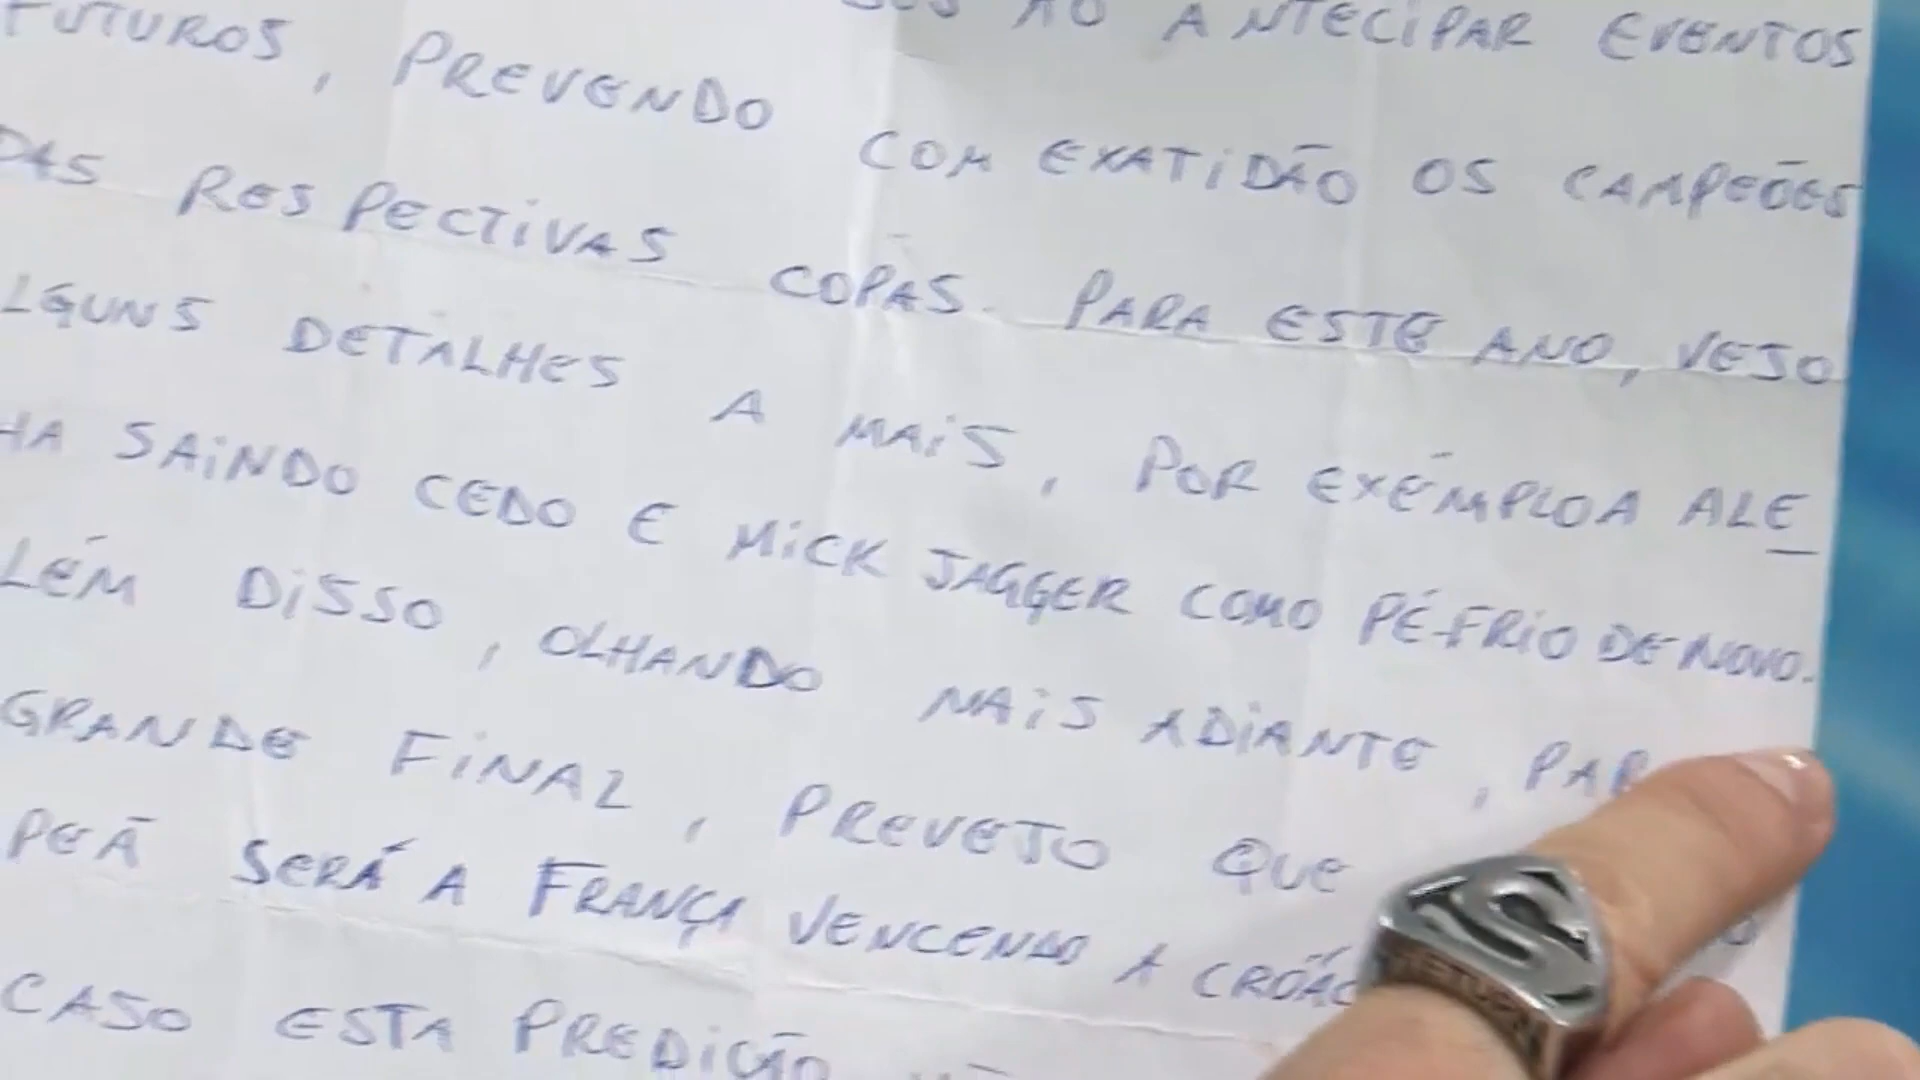 AO ANTECIPAR EVENTOS
FUTUROS, PREVENDO COM EXATIDÃO OS CAMPEÕES
DAS RESPECTIVAS COPAS. PARA ESTE ANO, VEJO
LGUNS DETALHES A MAIS, POR EXEMPLO A ALE
HA SAINDO CEDO E MICK JAGGER COMO PÉ-FRIO DE NOVO.
LÉM DISSO, OLHANDO MAIS ADIANTE, PAR
GRANDE FINAL, PREVEJO QUE
PEÃ SERÁ A FRANÇA VENCENDO A CROÁC
CASO ESTA PREDIÇÃO
S